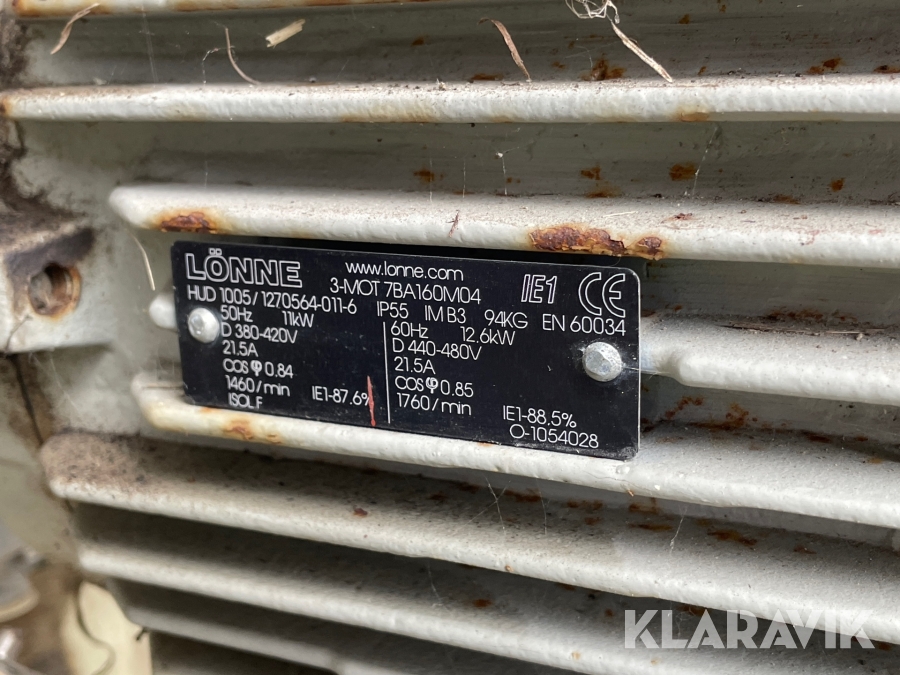 LÖNNE www.lonne.com IE1 CE
3-MOT 7BA160M04
HUD 1005/1270564-011-6 IP55 IM B3 94KG EN 60034
50Hz 11kW
D 380-420V
21.5A
COS φ 0.84
1460/min IE1-87.6%
ISOL F
60Hz 12.6kW
D 440-480V
21.5A
COS φ 0.85
1760/min IE1-88.5%
O-1054028
KLARAVIK